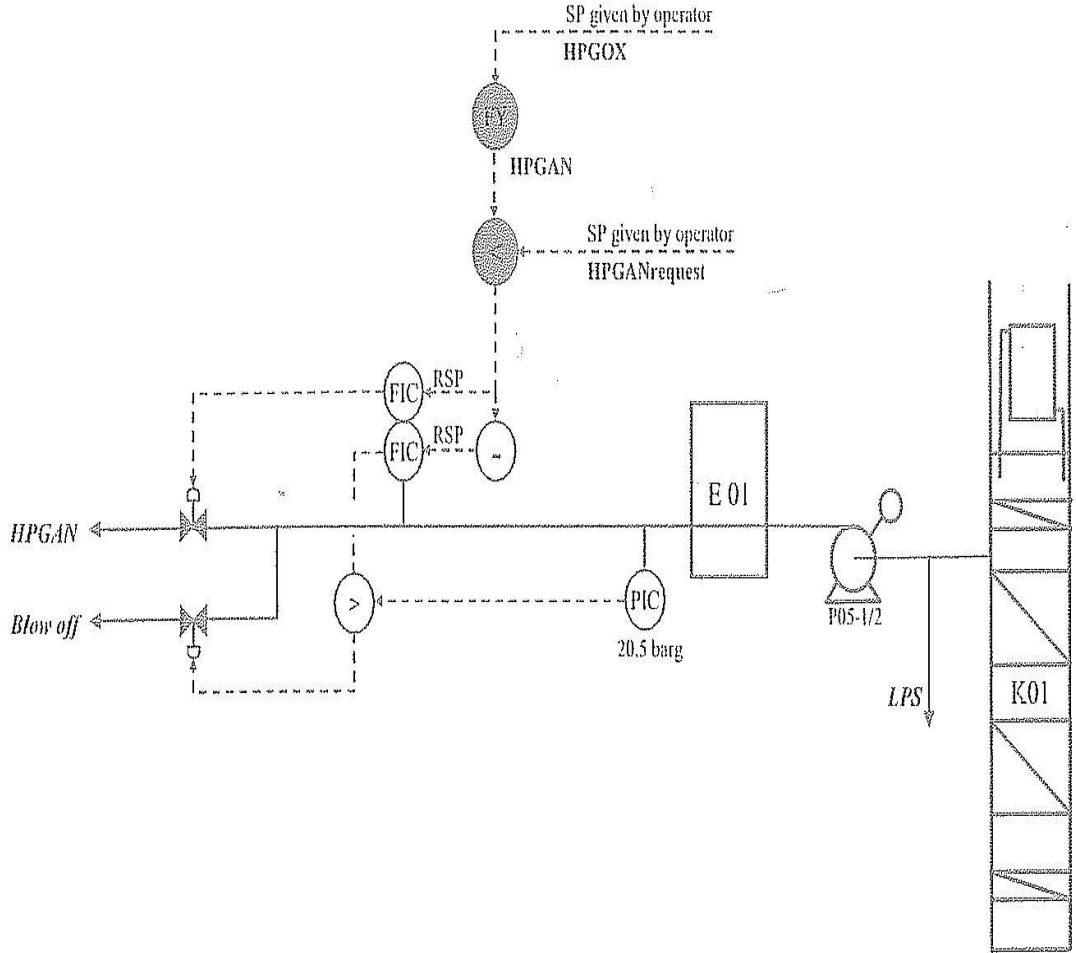 SP given by operator
HPGOX
FY
HPGAN
<
SP given by operator
HPGANrequest
FIC
RSP
FIC
RSP
E 01
HPGAN
Blow off
>
PIC
20.5 barg
P05-1/2
LPS
K01